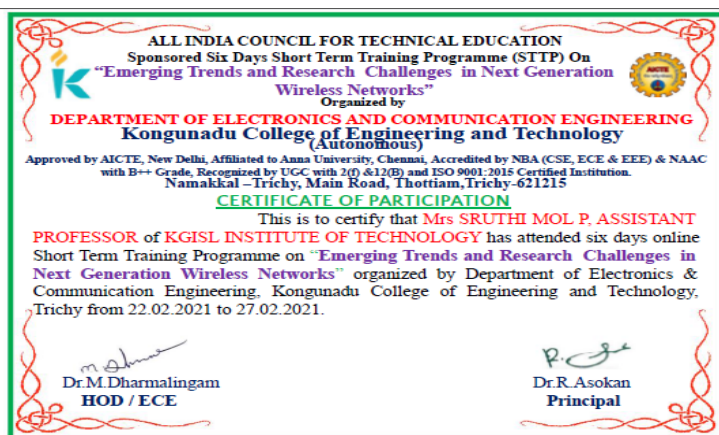 ALL INDIA COUNCIL FOR TECHNICAL EDUCATION
Sponsored Six Days Short Term Training Programme (STTP) On
“Emerging Trends and Research Challenges in Next Generation
Wireless Networks”
Organized by
DEPARTMENT OF ELECTRONICS AND COMMUNICATION ENGINEERING
Kongunadu College of Engineering and Technology
(Autonomous)
Approved by AICTE, New Delhi, Affiliated to Anna University, Chennai, Accredited by NBA (CSE, ECE & EEE) & NAAC
with B++ Grade, Recognized by UGC with 2(f) &12(B) and ISO 9001:2015 Certified Institution.
Namakkal –Trichy, Main Road, Thottiam,Trichy-621215
CERTIFICATE OF PARTICIPATION
This is to certify that Mrs SRUTHI MOL P, ASSISTANT
PROFESSOR of KGISL INSTITUTE OF TECHNOLOGY has attended six days online
Short Term Training Programme on “Emerging Trends and Research Challenges in
Next Generation Wireless Networks” organized by Department of Electronics &
Communication Engineering, Kongunadu College of Engineering and Technology,
Trichy from 22.02.2021 to 27.02.2021.
Dr.M.Dharmalingam
HOD / ECE
Dr.R.Asokan
Principal
AICTE